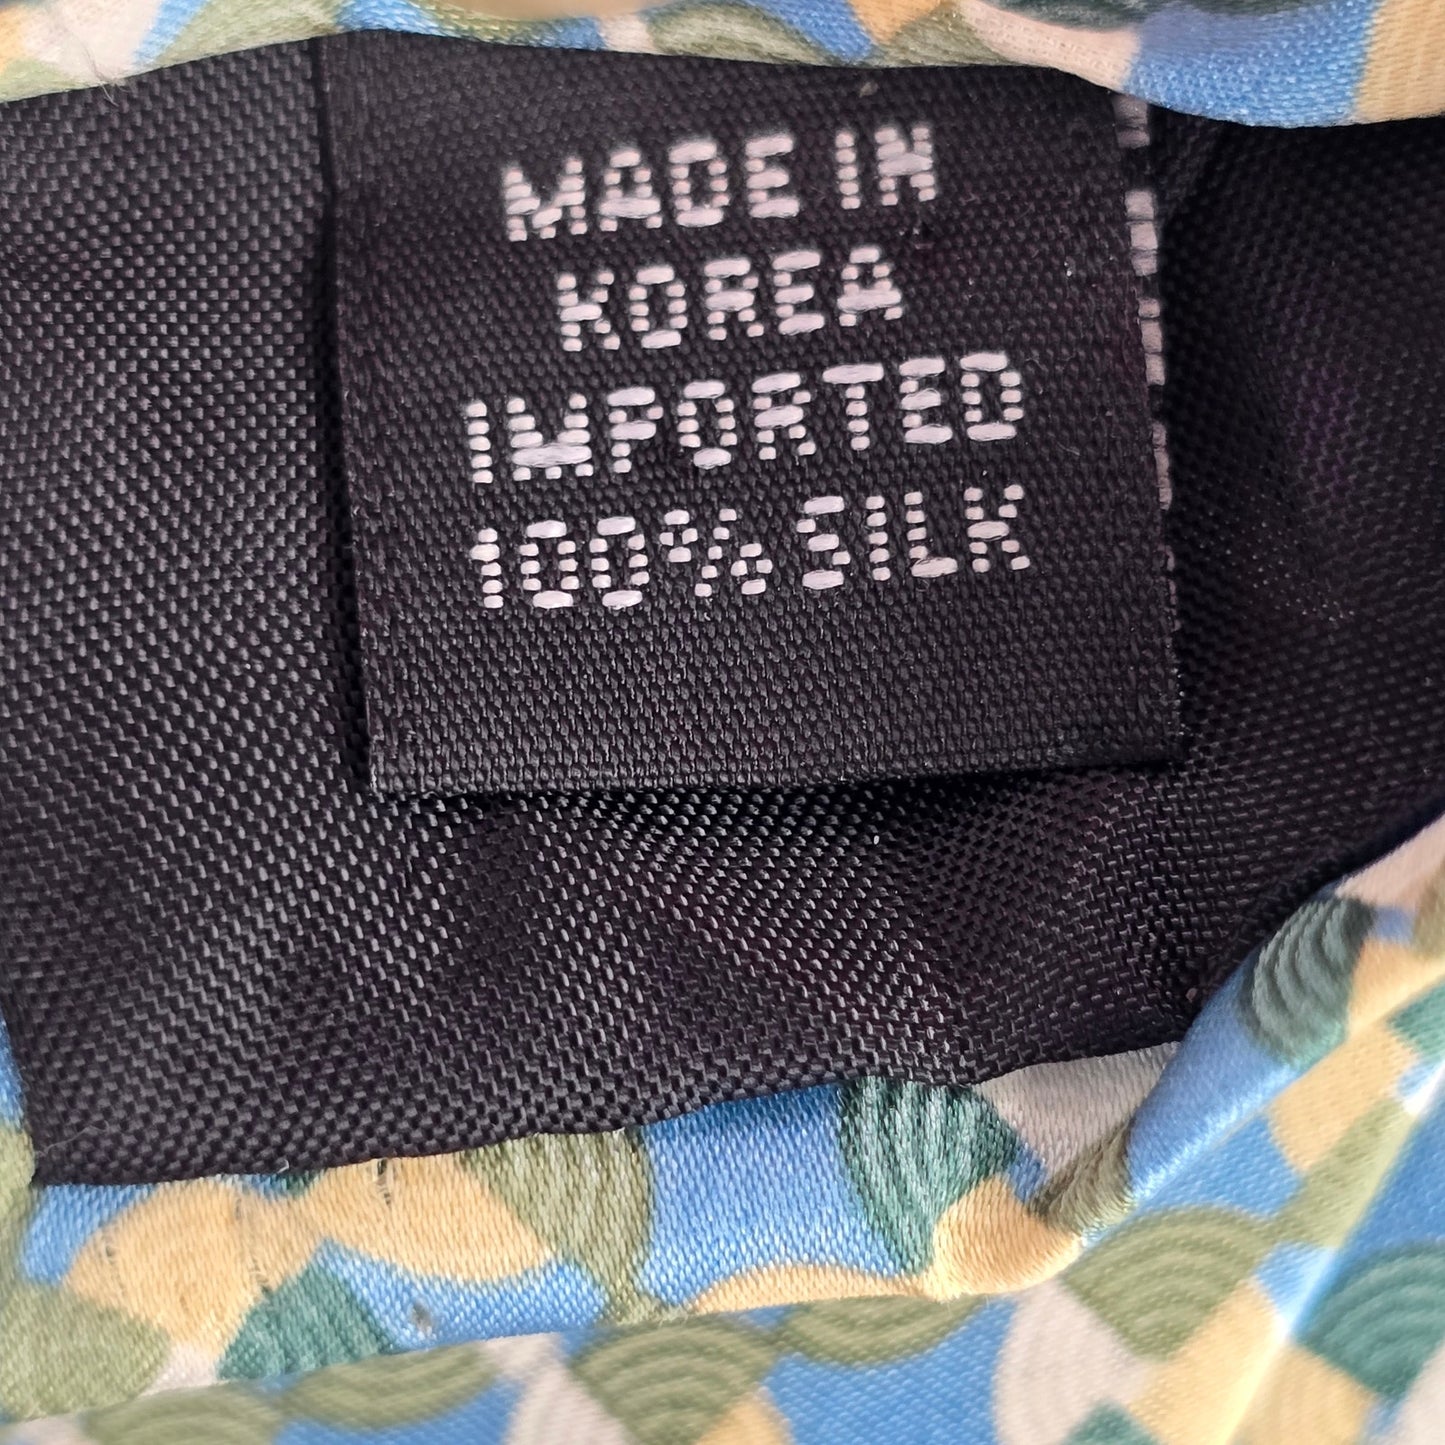 MADE IN
KOREA
IMPORTED
100% SILK